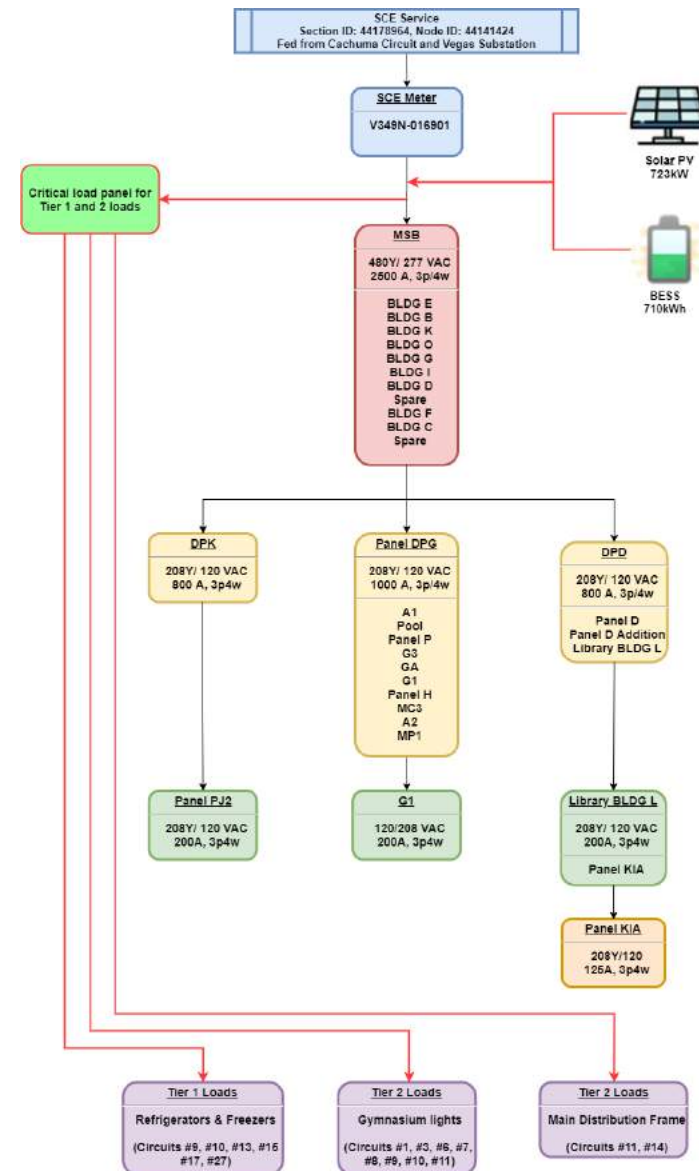 SCE Service
Section ID: 44178964, Node ID: 44141424
Fed from Cachuma Circuit and Vegas Substation
SCE Meter
V349N-016901
Solar PV
723kW
Critical load panel for
Tier 1 and 2 loads
BESS
710kWh
MSB
480Y/ 277 VAC
2500 A, 3p/4w
BLDG E
BLDG B
BLDG K
BLDG O
BLDG G
BLDG I
BLDG D
Spare
BLDG F
BLDG C
Spare
DPK
208Y/ 120 VAC
800 A, 3p4w
Panel DPG
208Y/ 120 VAC
1000 A, 3p/4w
A1
Pool
Panel P
G3
GA
G1
Panel H
MC3
A2
MP1
DPD
208Y/ 120 VAC
800 A, 3p/4w
Panel D
Panel D Addition
Library BLDG L
Panel PJ2
208Y/ 120 VAC
200A, 3p4w
G1
120/208 VAC
200A, 3p4w
Library BLDG L
208Y/ 120 VAC
200A, 3p4w
Panel KIA
Panel KIA
208Y/120
125A, 3p4w
Tier 1 Loads
Refrigerators & Freezers
(Circuits #9, #10, #13, #15
#17, #27)
Tier 2 Loads
Gymnasium lights
(Circuits #1, #3, #6, #7,
#8, #9, #10, #11)
Tier 2 Loads
Main Distribution Frame
(Circuits #11, #14)